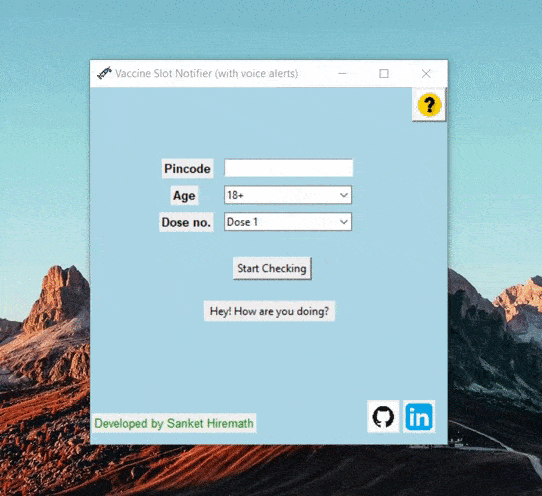 Vaccine Slot Notifier (with voice alerts)
?
Pincode
Age 18+
Dose no. Dose 1
Start Checking
Hey! How are you doing?
in
Developed by Sanket Hiremath